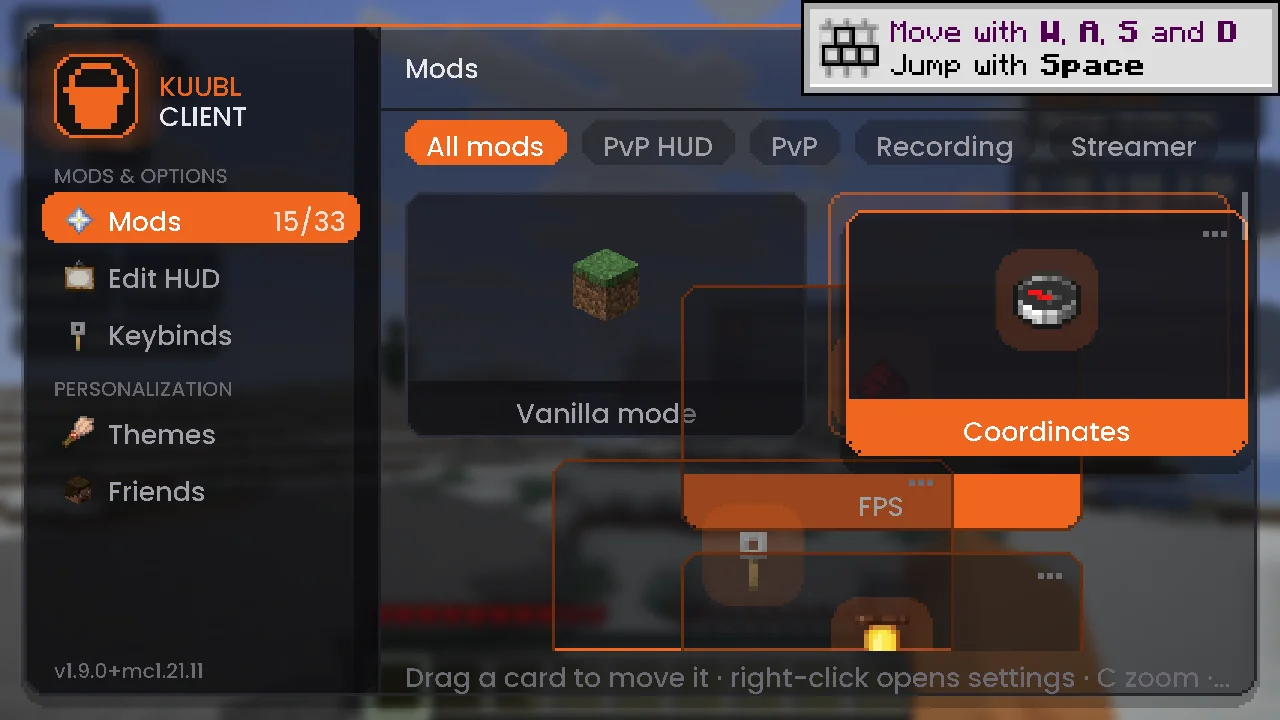 Move with W, A, S and D
Jump with Space
KUUBL
CLIENT
MODS & OPTIONS
Mods 15/33
Edit HUD
Keybinds
PERSONALIZATION
Themes
Friends
v1.9.0+mc1.21.11
Mods
All mods PvP HUD PvP Recording Streamer
Vanilla mode
Coordinates
FPS
Drag a card to move it · right-click opens settings · C zoom ·...